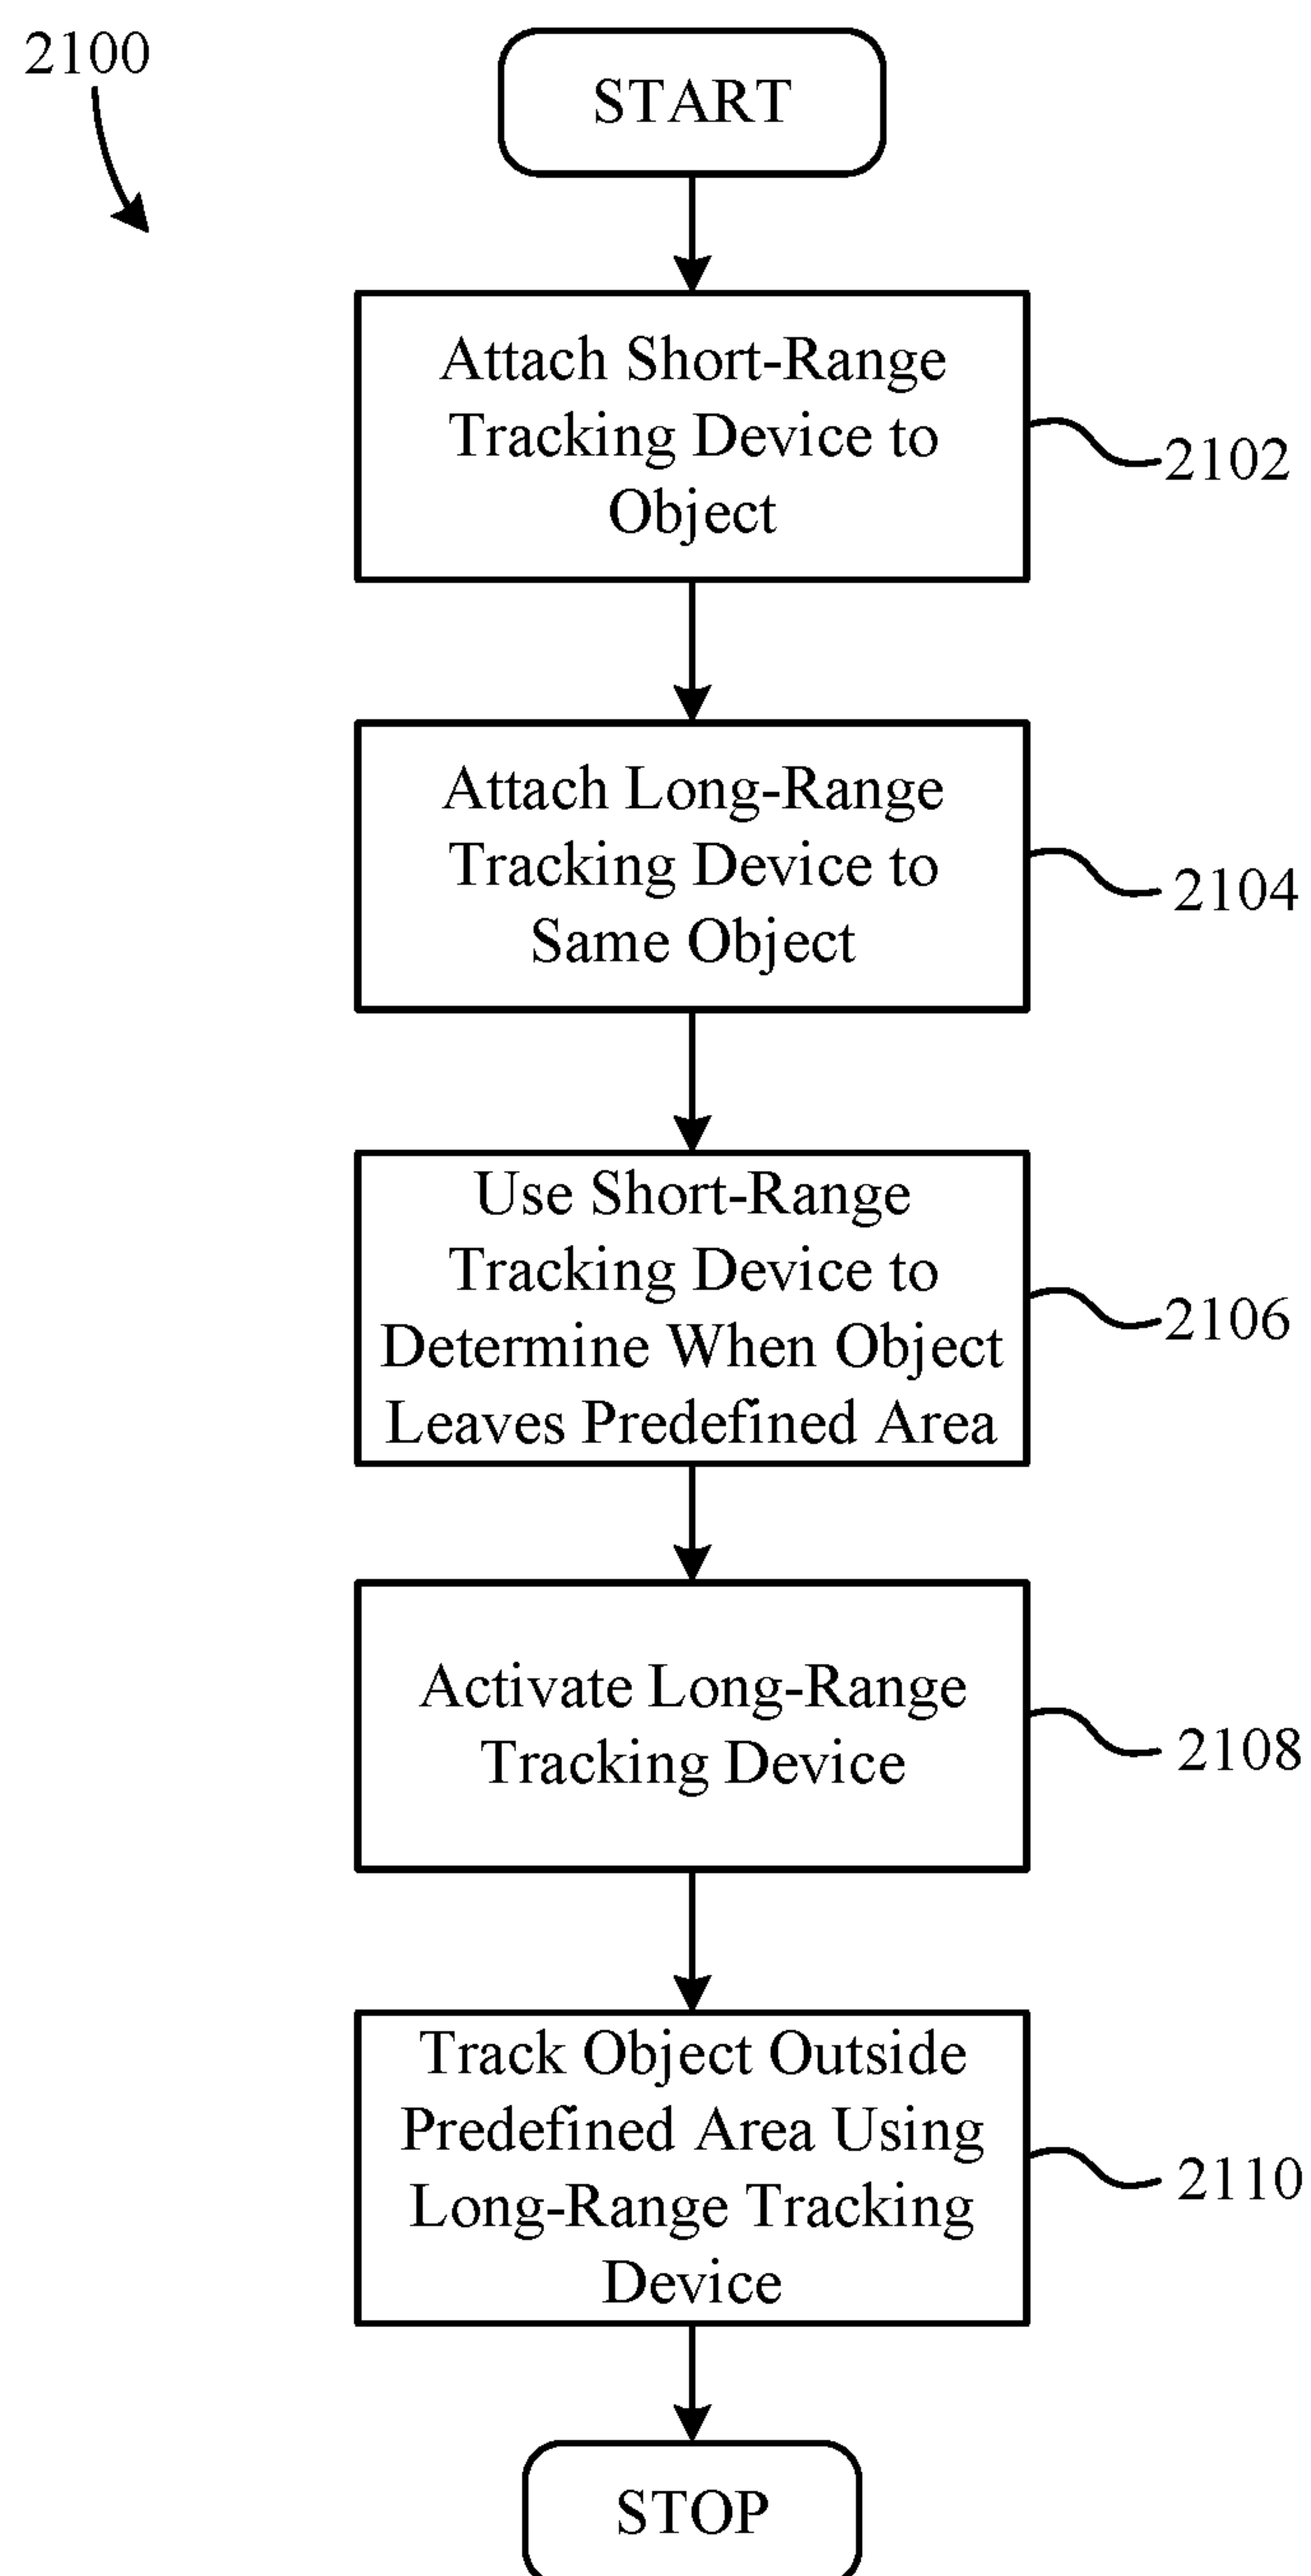 2100
START
Attach Short-Range
Tracking Device to
Object
2102
Attach Long-Range
Tracking Device to
Same Object
2104
Use Short-Range
Tracking Device to
Determine When Object
Leaves Predefined Area
2106
Activate Long-Range
Tracking Device
2108
Track Object Outside
Predefined Area Using
Long-Range Tracking
Device
2110
STOP